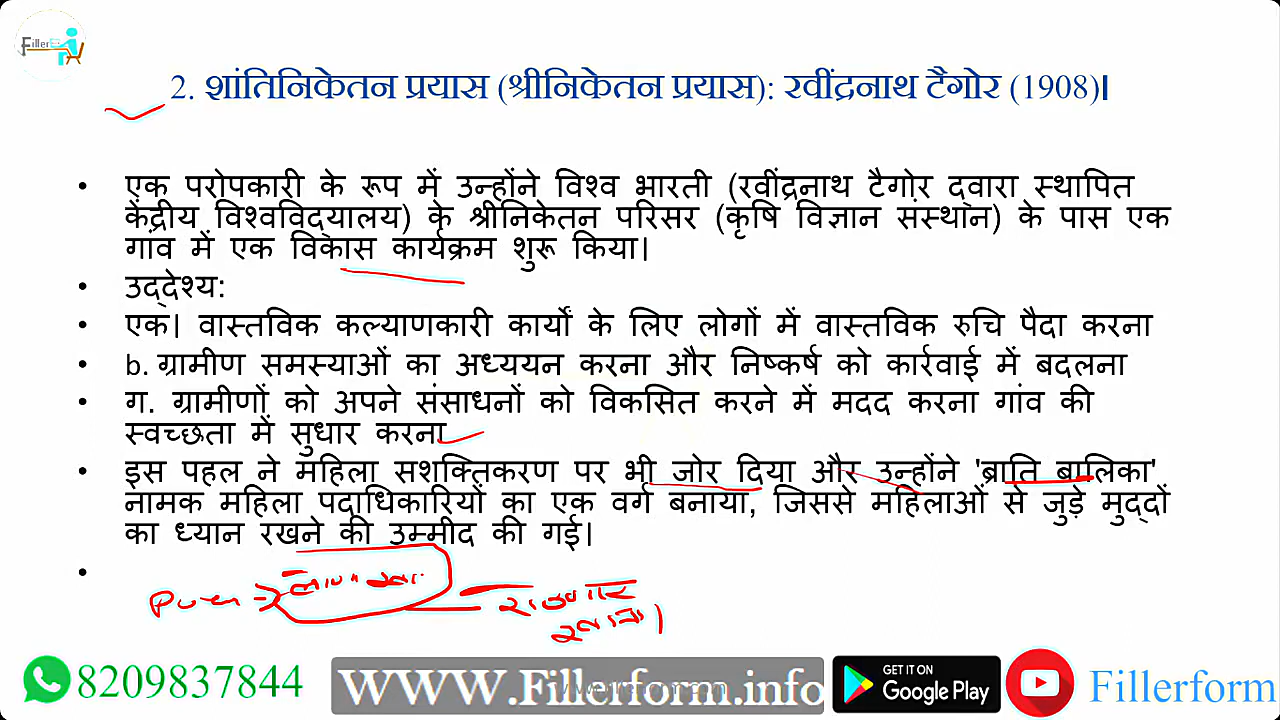 Filler
2. शांतिनिकेतन प्रयास (श्रीनिकेतन प्रयास): रवींद्रनाथ टैगोर (1908)।
• एक परोपकारी के रूप में उन्होंने विश्व भारती (रवींद्रनाथ टैगोर द्वारा स्थापित
केंद्रीय विश्वविद्यालय) के श्रीनिकेतन परिसर (कृषि विज्ञान संस्थान) के पास एक
गांव में एक विकास कार्यक्रम शुरू किया।
• उद्देश्य:
• एक। वास्तविक कल्याणकारी कार्यों के लिए लोगों में वास्तविक रुचि पैदा करना
• b. ग्रामीण समस्याओं का अध्ययन करना और निष्कर्ष को कार्रवाई में बदलना
• ग. ग्रामीणों को अपने संसाधनों को विकसित करने में मदद करना गांव की
स्वच्छता में सुधार करना
• इस पहल ने महिला सशक्तिकरण पर भी जोर दिया और उन्होंने 'ब्राति बालिका'
नामक महिला पदाधिकारियों का एक वर्ग बनाया, जिससे महिलाओं से जुड़े मुद्दों
का ध्यान रखने की उम्मीद की गई।
8209837844
www.Fillerform.info
GET IT ON
Google Play
Fillerform